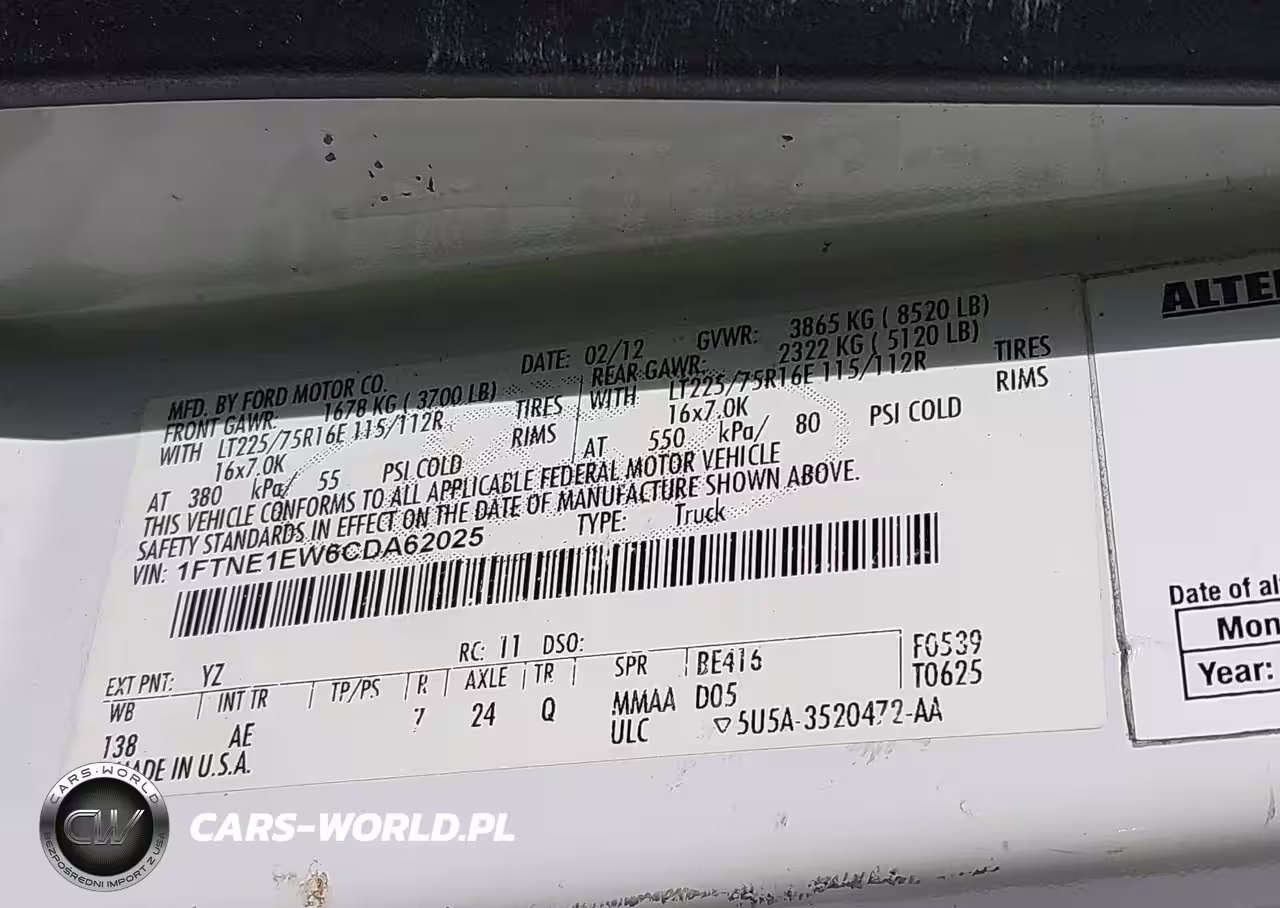 MFD. BY FORD MOTOR CO. DATE: 02/12 GVWR: 3865 KG ( 8520 LB)
FRONT GAWR: 1678 KG ( 3700 LB) REAR GAWR: 2322 KG ( 5120 LB)
WITH LT225/75R16E 115/112R TIRES WITH LT225/75R16E 115/112R TIRES
16x7.0K RIMS 16x7.0K RIMS
AT 380 kPa/ 55 PSI COLD AT 550 kPa/ 80 PSI COLD
THIS VEHICLE CONFORMS TO ALL APPLICABLE FEDERAL MOTOR VEHICLE
SAFETY STANDARDS IN EFFECT ON THE DATE OF MANUFACTURE SHOWN ABOVE.
VIN: 1FTNE1EW6CDA62025 TYPE: Truck
EXT PNT: YZ RC: 11 DSO:
WB INT TR TP/PS R AXLE TR SPR BE416 F0539
138 AE 7 24 Q MMAA D05 T0625
MADE IN U.S.A. ULC ▽5U5A-3520472-AA
ALTE
Date of al
Mon
Year:
CARS-WORLD
CW
BEZPOŚREDNI IMPORT Z USA
CARS-WORLD.PL